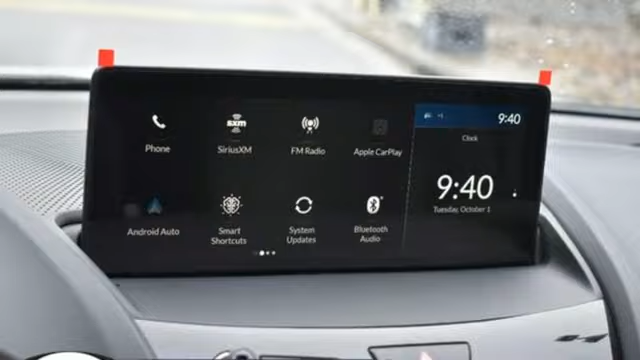 9:40
Phone
sxm
SiriusXM
FM Radio
Apple CarPlay
Clock
9:40
Tuesday, October 1
Android Auto
Smart
Shortcuts
System
Updates
Bluetooth
Audio